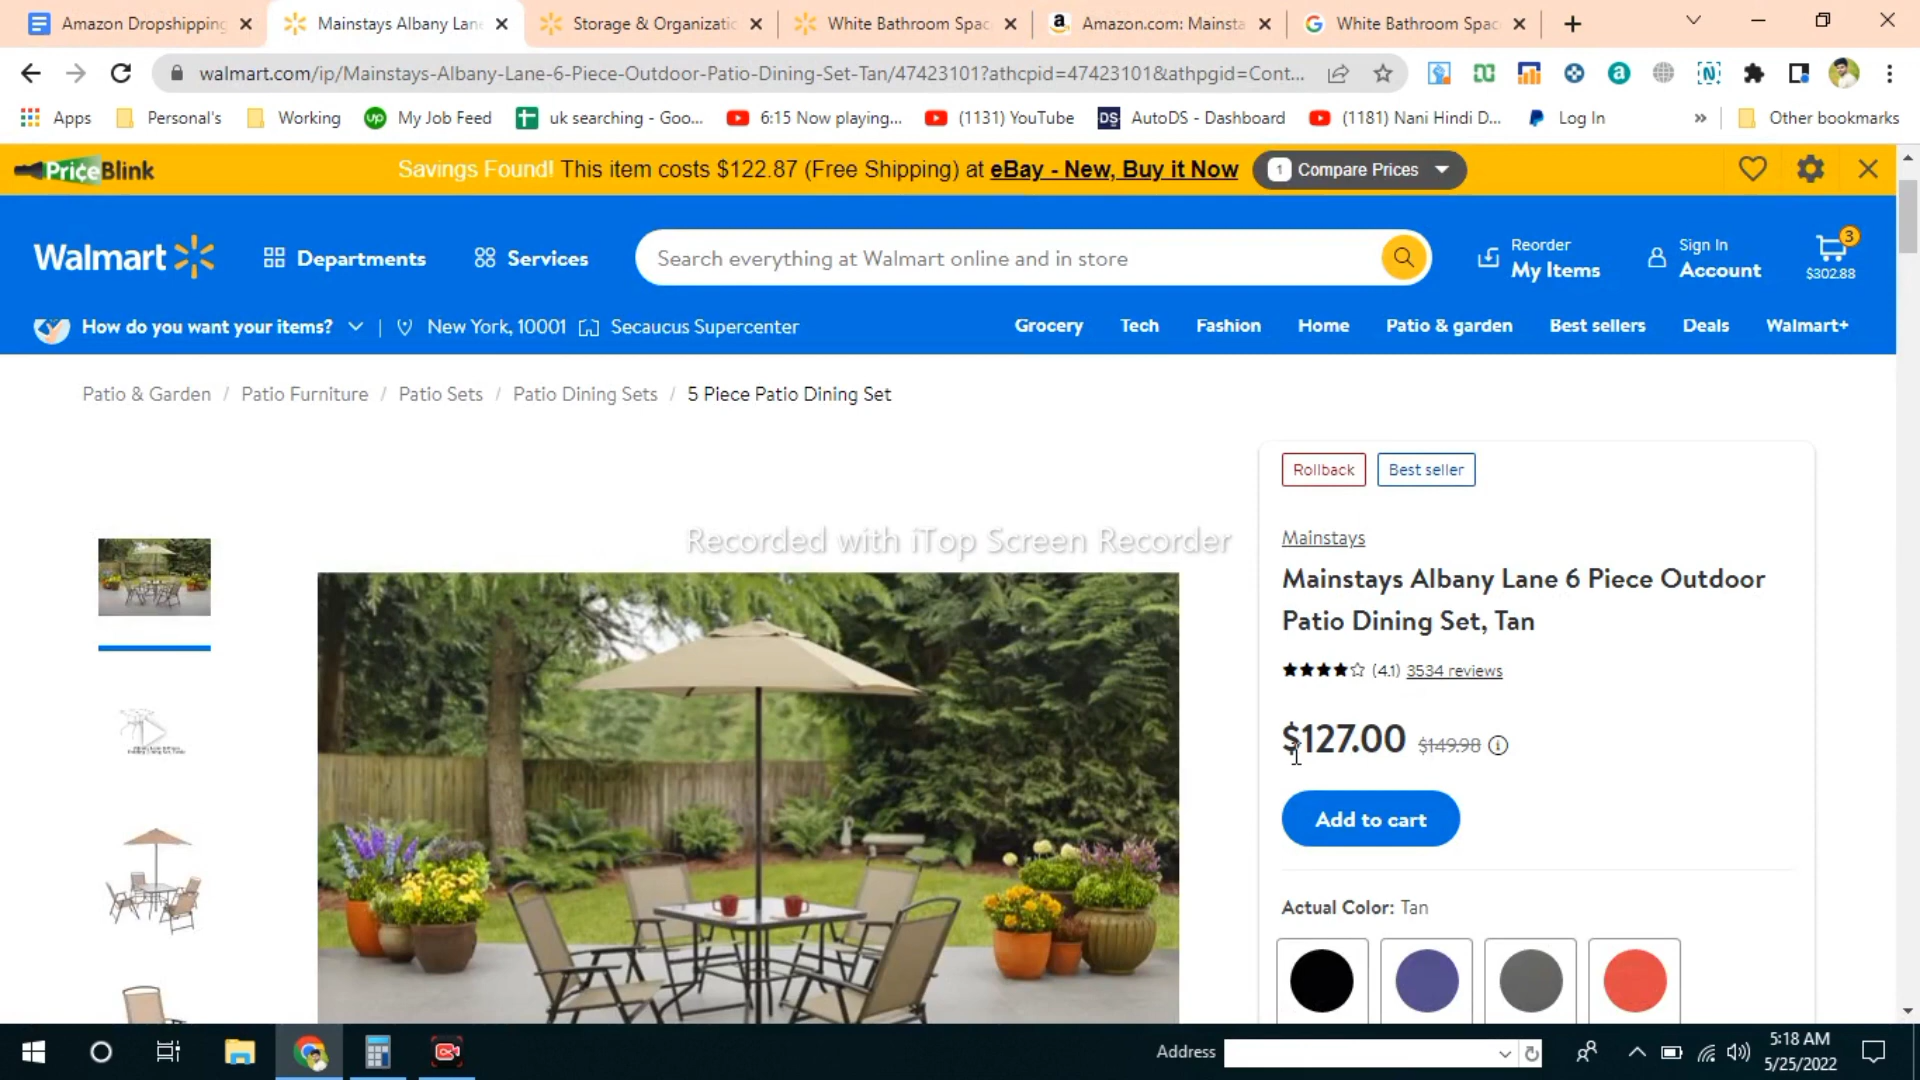 Amazon Dropshipping
Mainstays Albany Lan
Storage & Organizatio
White Bathroom Spac
Amazon.com: Mainsta
White Bathroom Spac
walmart.com/ip/Mainstays-Albany-Lane-6-Piece-Outdoor-Patio-Dining-Set-Tan/47423101?athcpid=47423101&athpgid=Cont...
Apps
Personal's
Working
My Job Feed
uk searching - Goo...
6:15 Now playing...
(1131) YouTube
AutoDS - Dashboard
(1181) Nani Hindi D...
Log In
»
Other bookmarks
PriceBlink
Savings Found! This item costs $122.87 (Free Shipping) at eBay - New, Buy it Now
1 Compare Prices
Walmart
Departments
Services
Search everything at Walmart online and in store
Reorder
My Items
Sign In
Account
3
$302.88
How do you want your items?
New York, 10001
Secaucus Supercenter
Grocery
Tech
Fashion
Home
Patio & garden
Best sellers
Deals
Walmart+
Patio & Garden / Patio Furniture / Patio Sets / Patio Dining Sets / 5 Piece Patio Dining Set
Rollback
Best seller
Recorded with iTop Screen Recorder
Mainstays
Mainstays Albany Lane 6 Piece Outdoor
Patio Dining Set, Tan
(4.1) 3534 reviews
$127.00 $149.98
Add to cart
Actual Color: Tan
Address
5:18 AM
5/25/2022